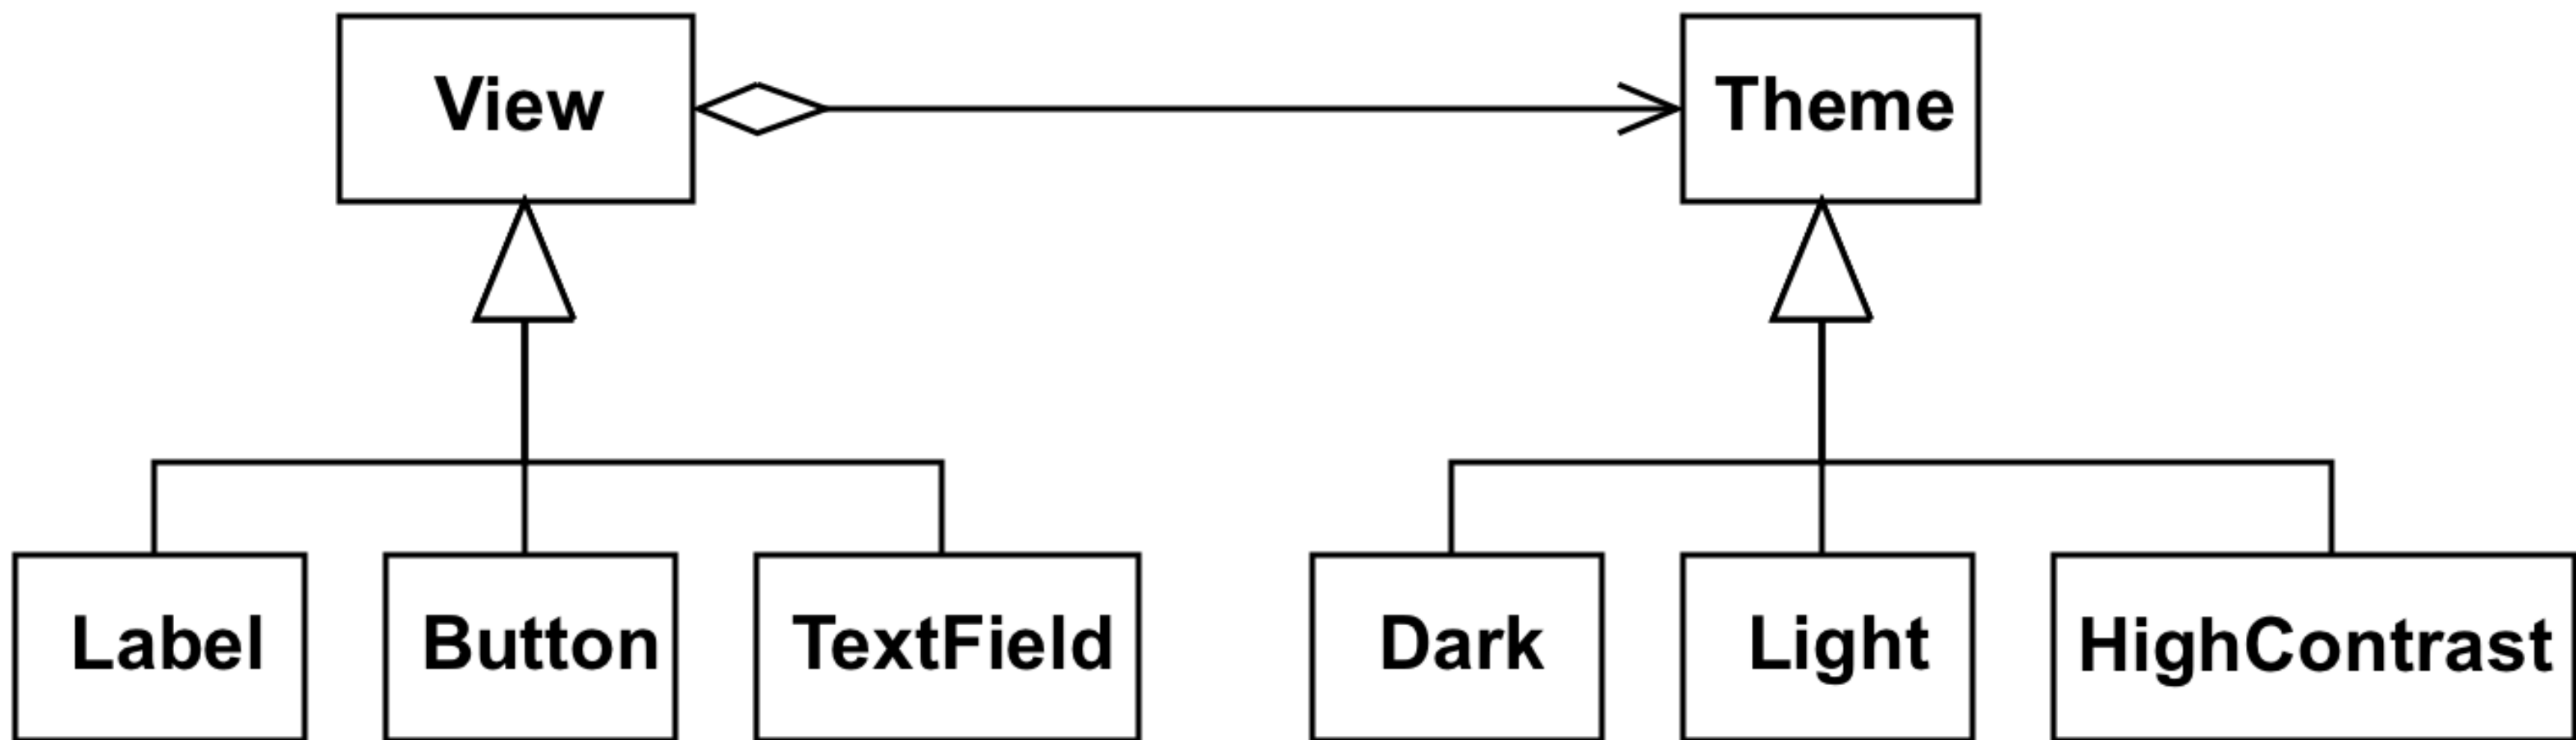 View
Theme
Label
Button
TextField
Dark
Light
HighContrast